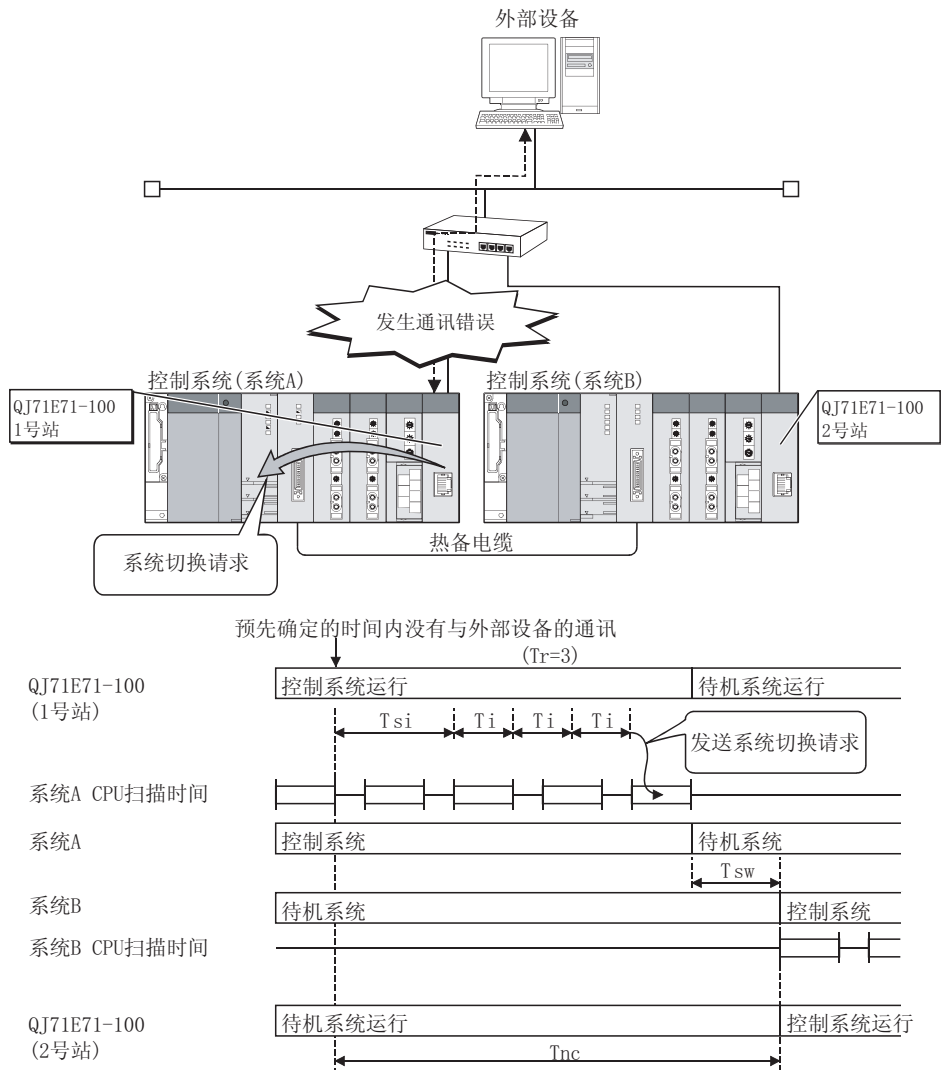 外部设备
发生通讯错误
控制系统(系统A)
控制系统(系统B)
QJ71E71-100
1号站
QJ71E71-100
2号站
热备电缆
系统切换请求
预先确定的时间内没有与外部设备的通讯
(Tr=3)
QJ71E71-100
(1号站)
控制系统运行
待机系统运行
Tsi
Ti
Ti
Ti
发送系统切换请求
系统A CPU扫描时间
系统A
控制系统
待机系统
Tsw
系统B
待机系统
控制系统
系统B CPU扫描时间
QJ71E71-100
(2号站)
待机系统运行
控制系统运行
Tnc